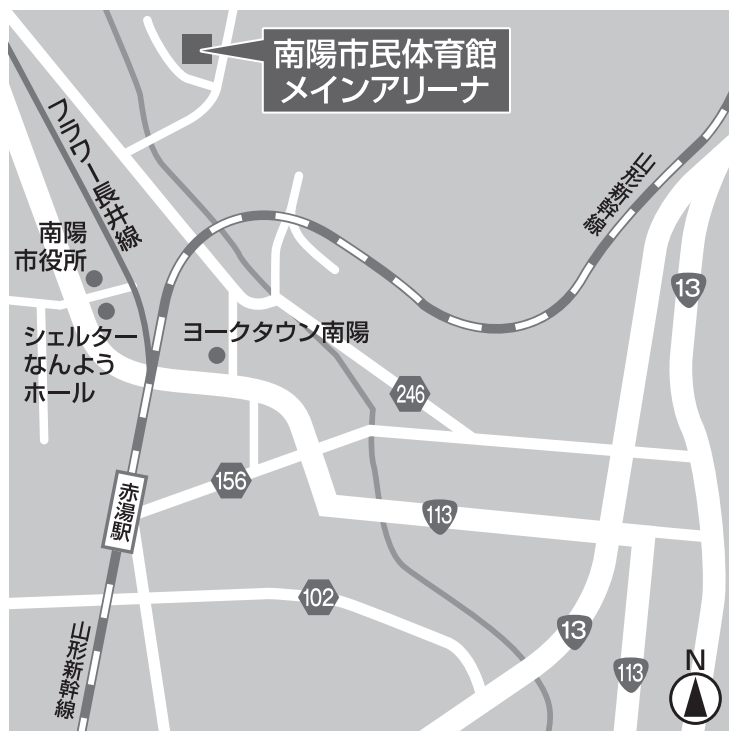 南陽市民体育館
メインアリーナ
フラワー長井線
山形新幹線
南陽
市役所
13
シェルター
なんよう
ホール
ヨークタウン南陽
246
156
赤湯駅
113
102
山形新幹線
13
113
N